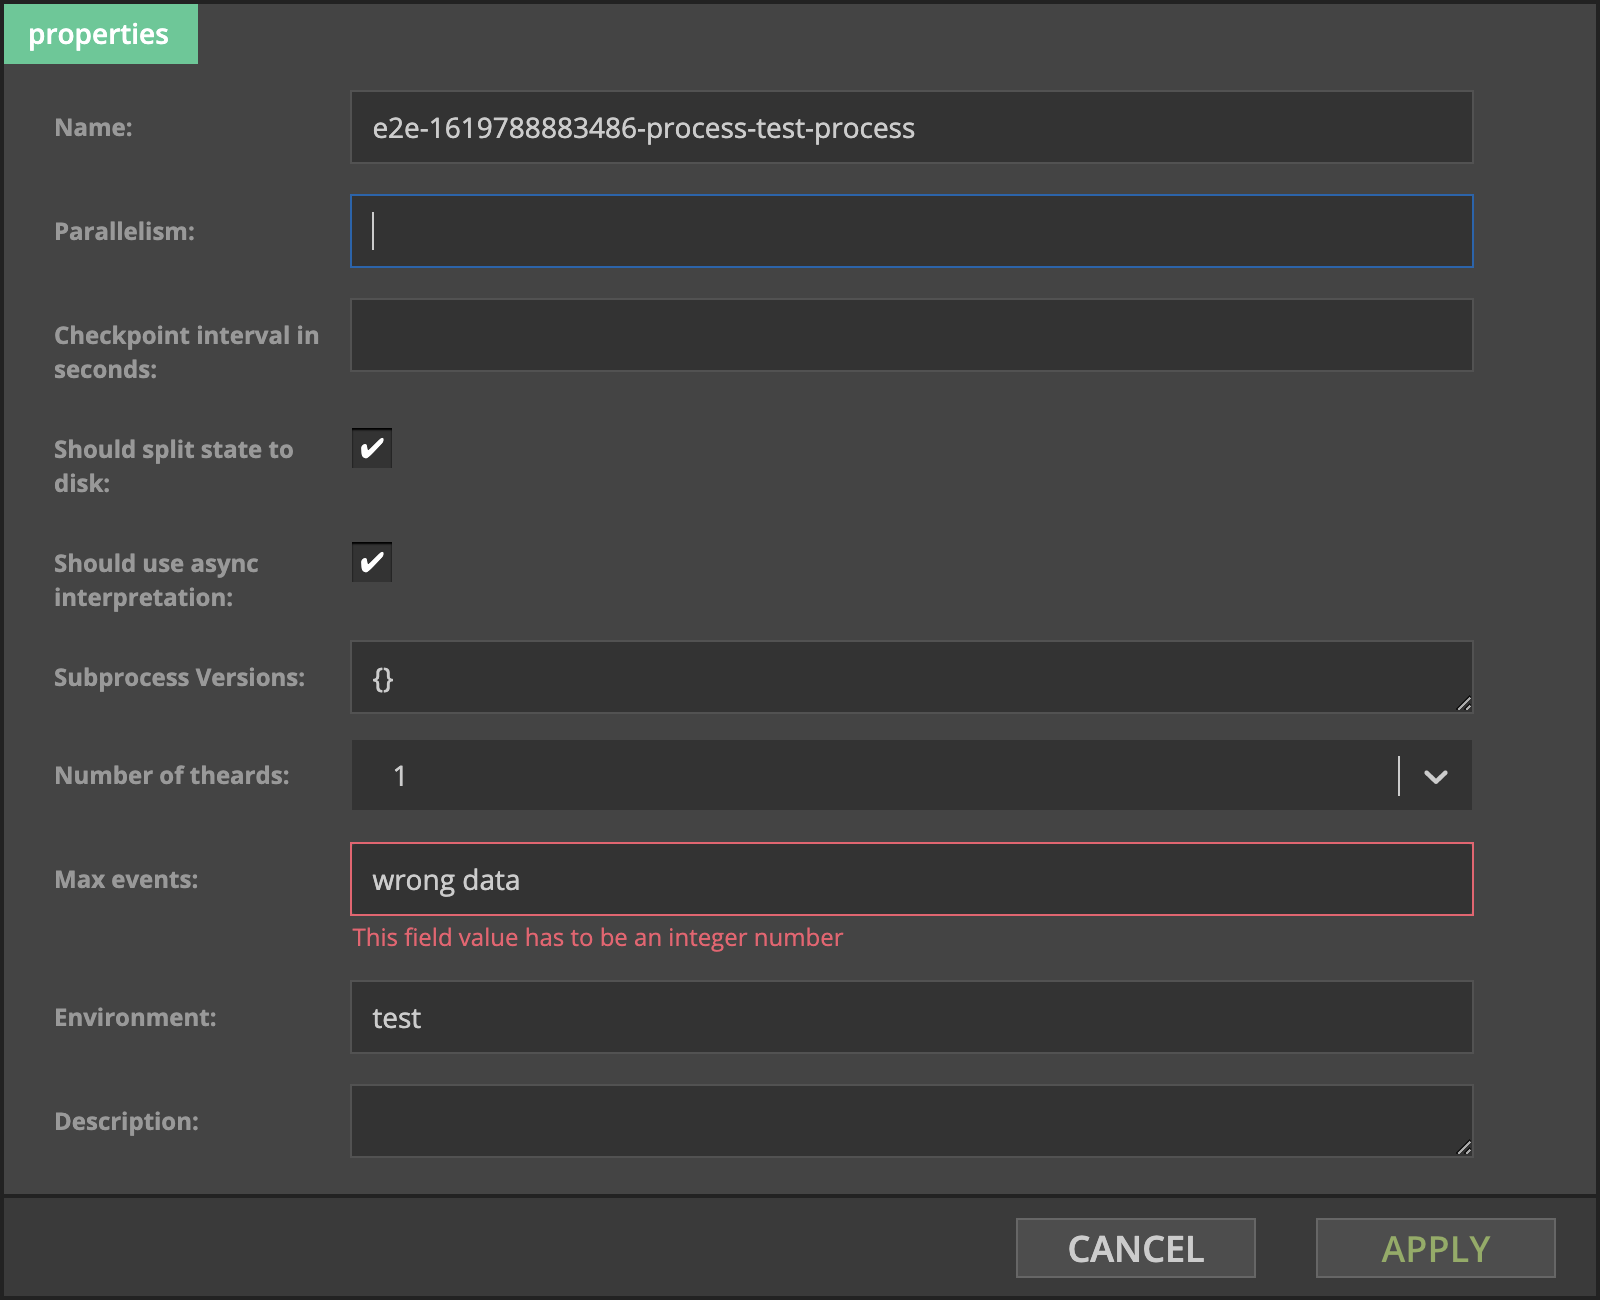 properties
Name:
e2e-1619788883486-process-test-process
Parallelism:
Checkpoint interval in
seconds:
Should split state to
disk:
✔
Should use async
interpretation:
✔
Subprocess Versions:
{}
Number of theards:
1
Max events:
wrong data
This field value has to be an integer number
Environment:
test
Description:
CANCEL
APPLY